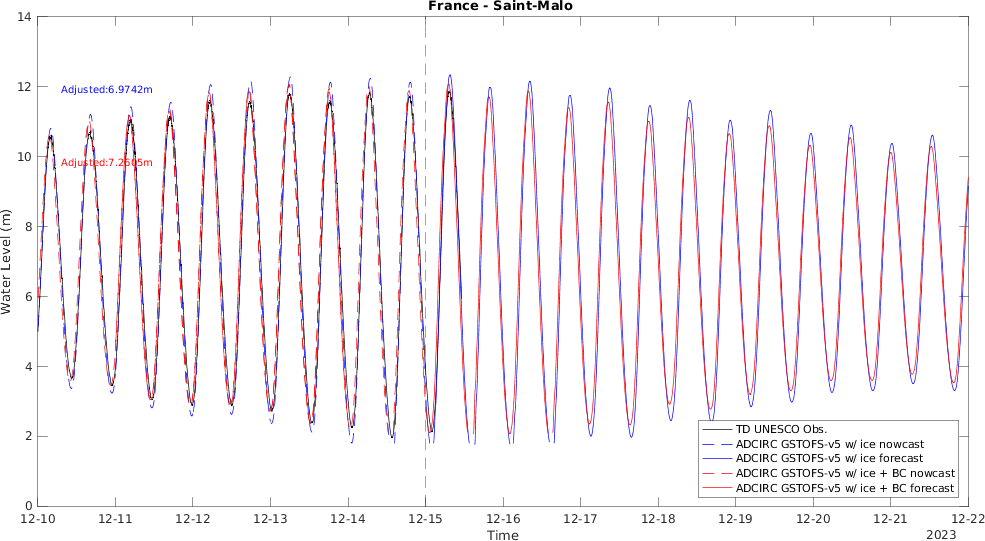 France - Saint-Malo
14
12
10
8
6
4
2
0
Water Level (m)
Adjusted:6.9742m
Adjusted:7.2605m
TD UNESCO Obs.
ADCIRC GSTOFS-v5 w/ ice nowcast
ADCIRC GSTOFS-v5 w/ ice forecast
ADCIRC GSTOFS-v5 w/ ice + BC nowcast
ADCIRC GSTOFS-v5 w/ ice + BC forecast
12-10 12-11 12-12 12-13 12-14 12-15 12-16 12-17 12-18 12-19 12-20 12-21 12-22
Time
2023